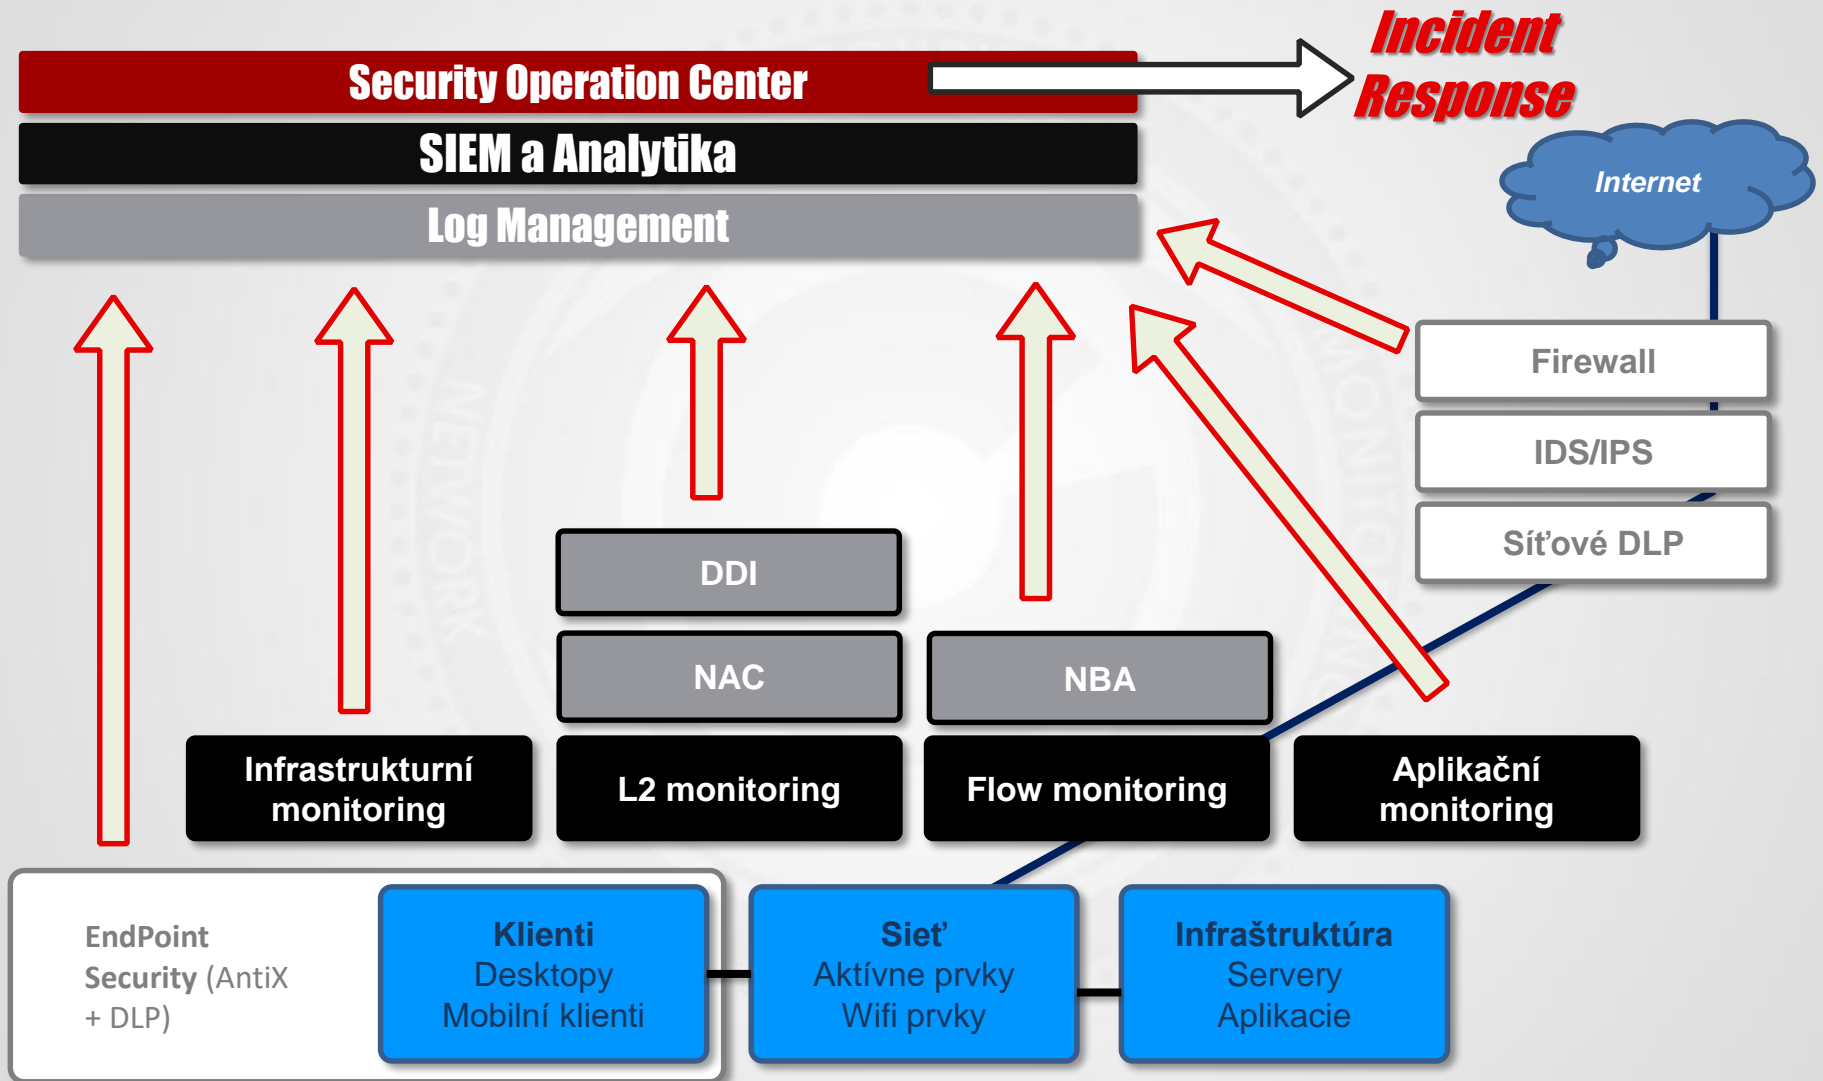 Incident
Response
Security Operation Center
SIEM a Analytika
Log Management
Internet
Firewall
IDS/IPS
Síťové DLP
DDI
NAC
NBA
Infrastrukturní
monitoring
L2 monitoring
Flow monitoring
Aplikační
monitoring
EndPoint
Security (AntiX
+ DLP)
Klienti
Desktopy
Mobilní klienti
Sieť
Aktívne prvky
Wifi prvky
Infraštruktúra
Servery
Aplikacie
NETWORK